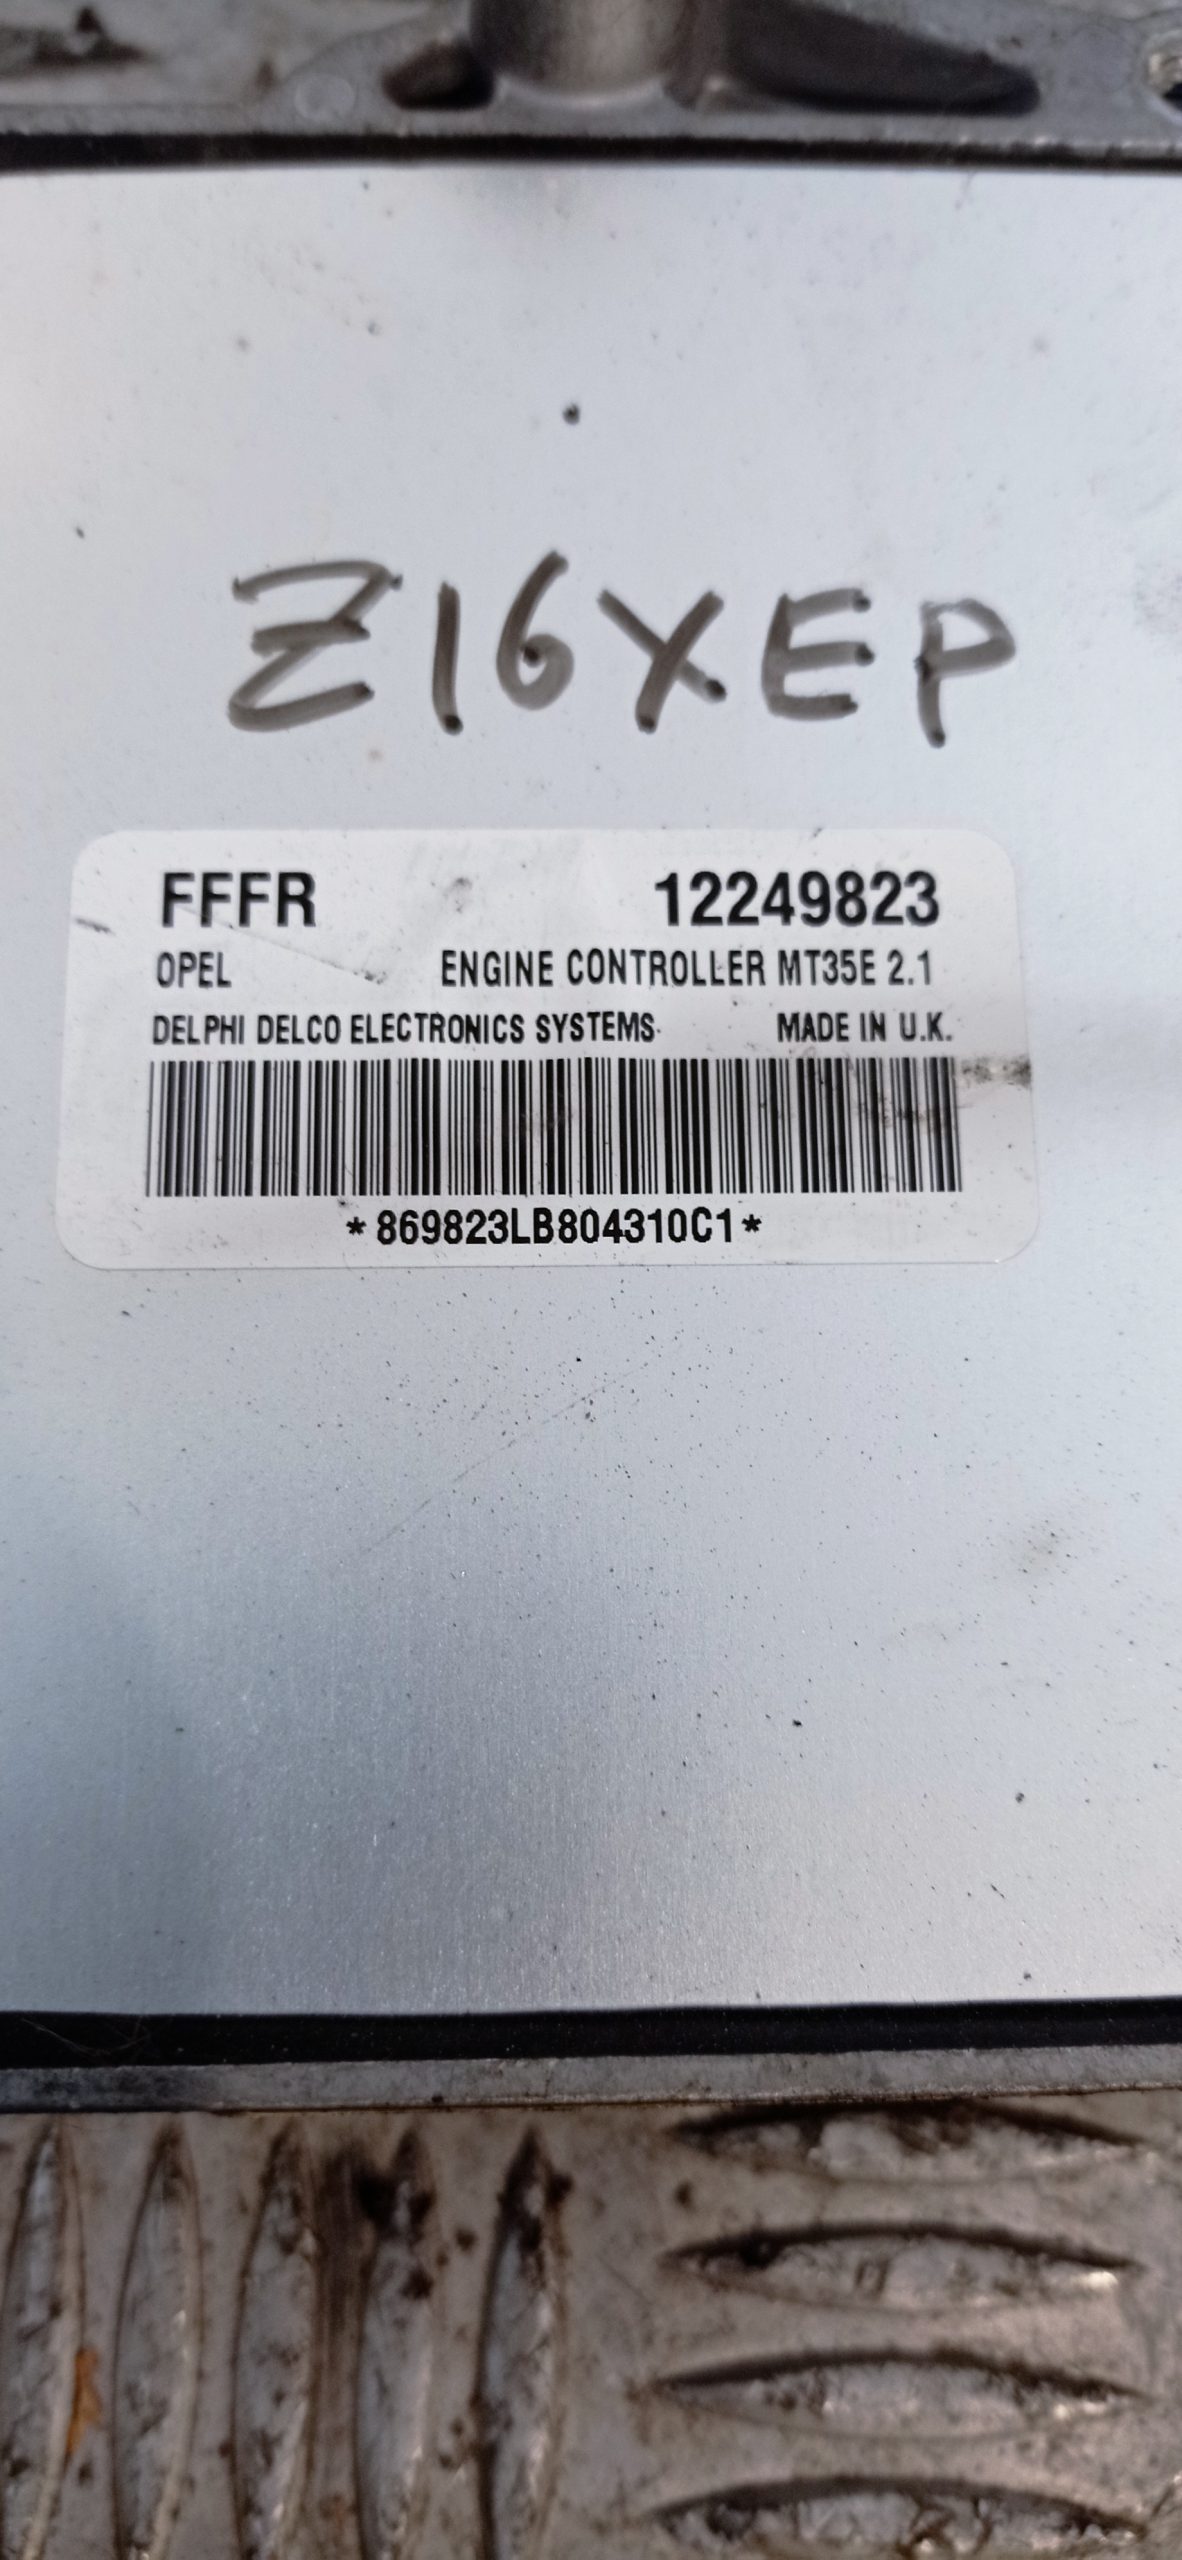 Z16XEP
FFFR 12249823
OPEL ENGINE CONTROLLER MT35E 2.1
DELPHI DELCO ELECTRONICS SYSTEMS MADE IN U.K.
*869823LB804310C1*